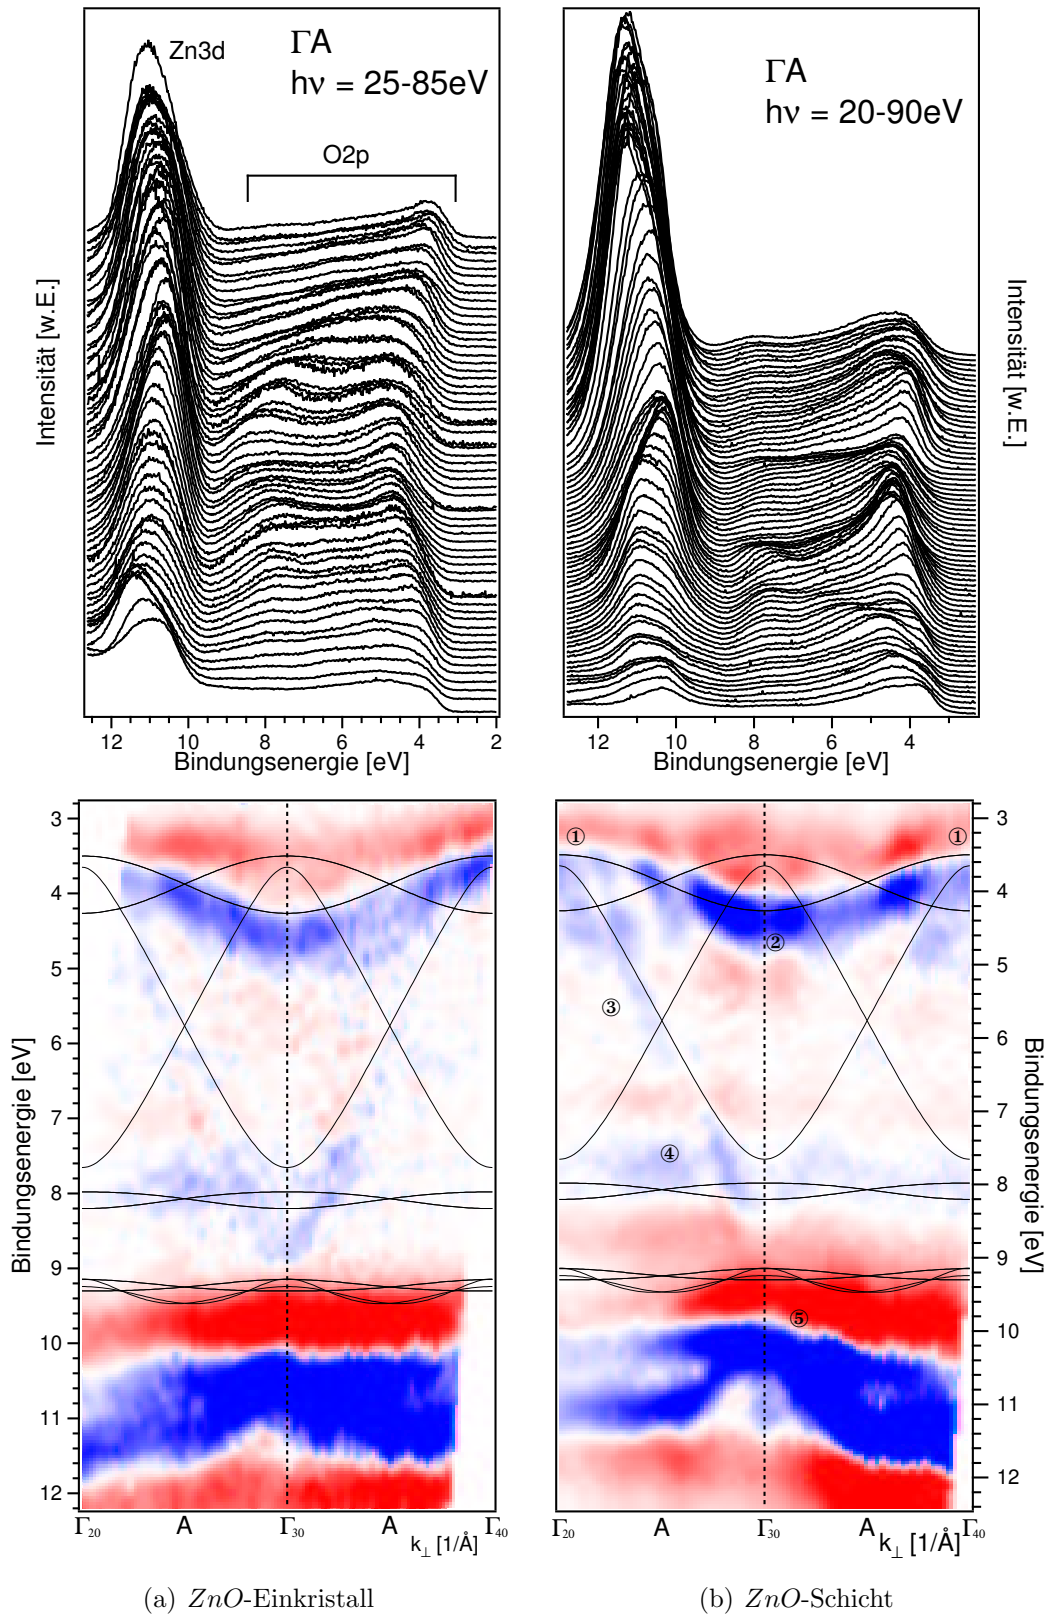 Zn3d
ΓA
hν = 25-85eV
O2p
Intensität [w.E.]
12 10 8 6 4 2
Bindungsenergie [eV]
ΓA
hν = 20-90eV
Intensität [w.E.]
12 10 8 6 4
Bindungsenergie [eV]
3
4
5
6
7
8
9
10
11
12
Bindungsenergie [eV]
Γ20 A Γ30 A Γ40
k⊥ [1/Å]
① ①
②
③
④
⑤
3
4
5
6
7
8
9
10
11
12
Bindungsenergie [eV]
Γ20 A Γ30 A Γ40
k⊥ [1/Å]
(a) ZnO-Einkristall
(b) ZnO-Schicht